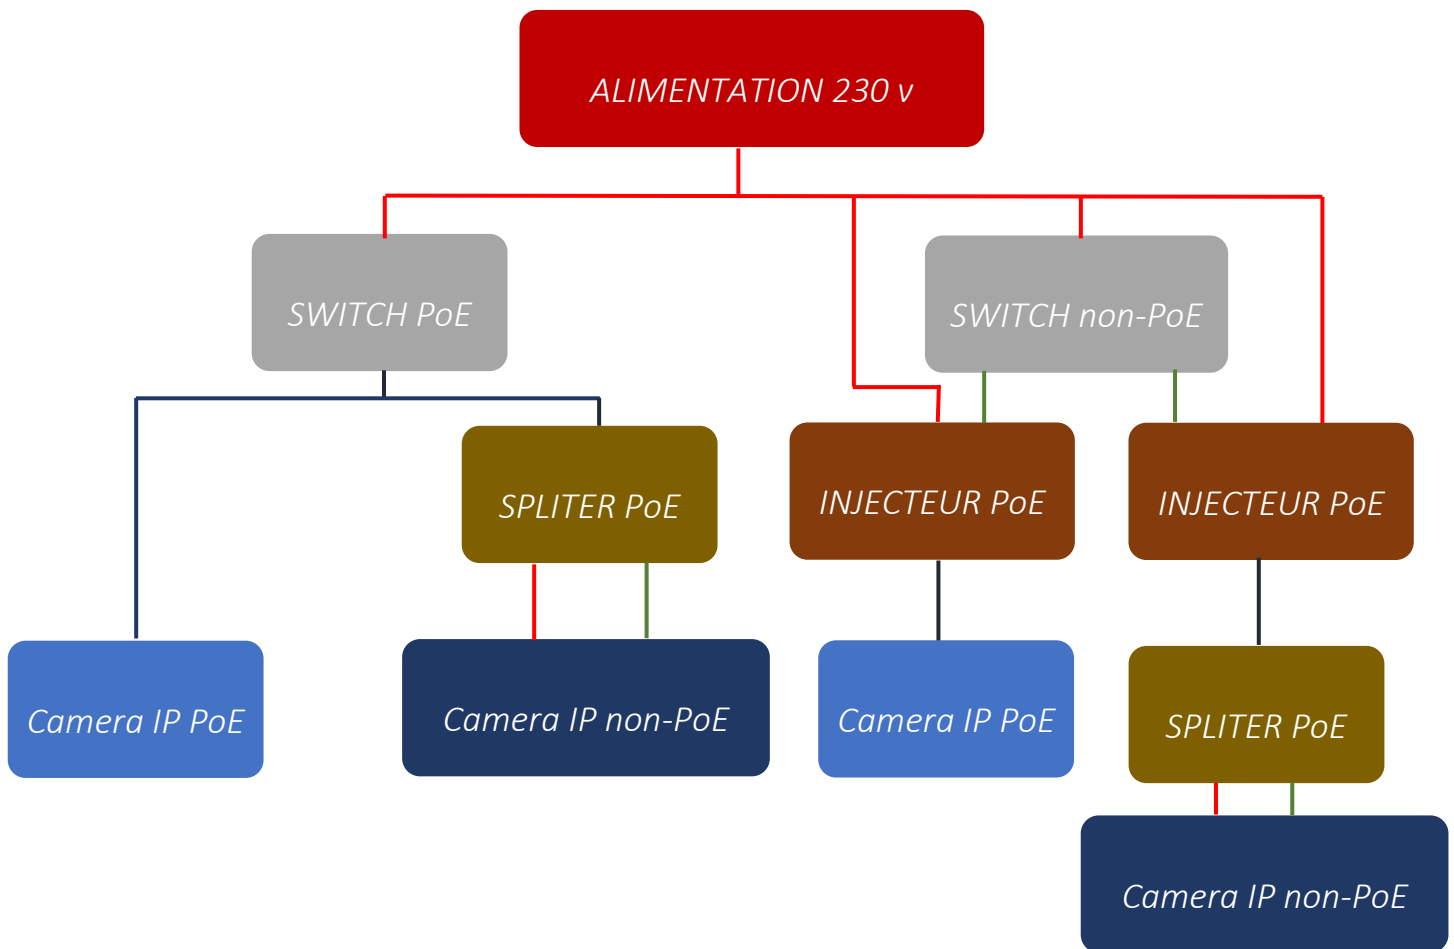 ALIMENTATION 230 v
SWITCH PoE
SWITCH non-PoE
SPLITER PoE
INJECTEUR PoE
INJECTEUR PoE
Camera IP PoE
Camera IP non-PoE
Camera IP PoE
SPLITER PoE
Camera IP non-PoE